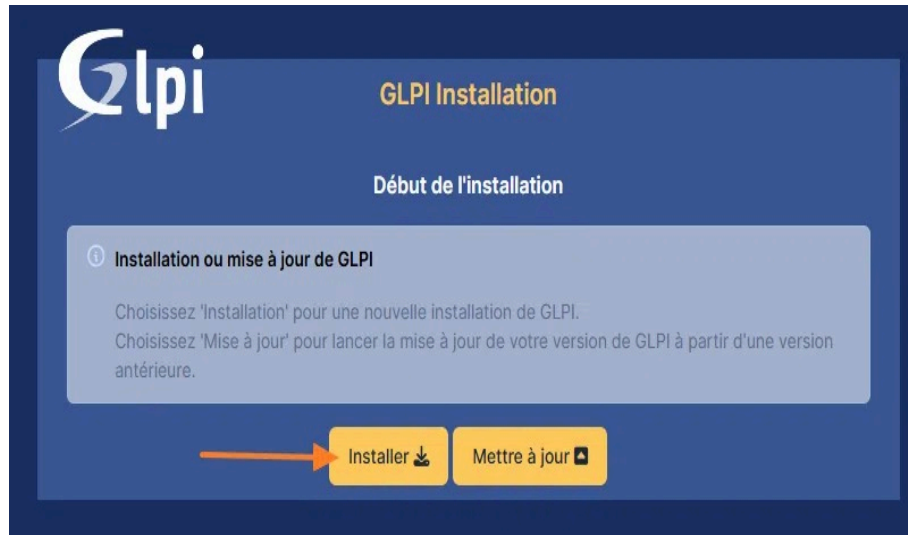 Glpi
GLPI Installation
Début de l'installation
Installation ou mise à jour de GLPI
Choisissez 'Installation' pour une nouvelle installation de GLPI.
Choisissez 'Mise à jour' pour lancer la mise à jour de votre version de GLPI à partir d'une version
antérieure.
Installer
Mettre à jour